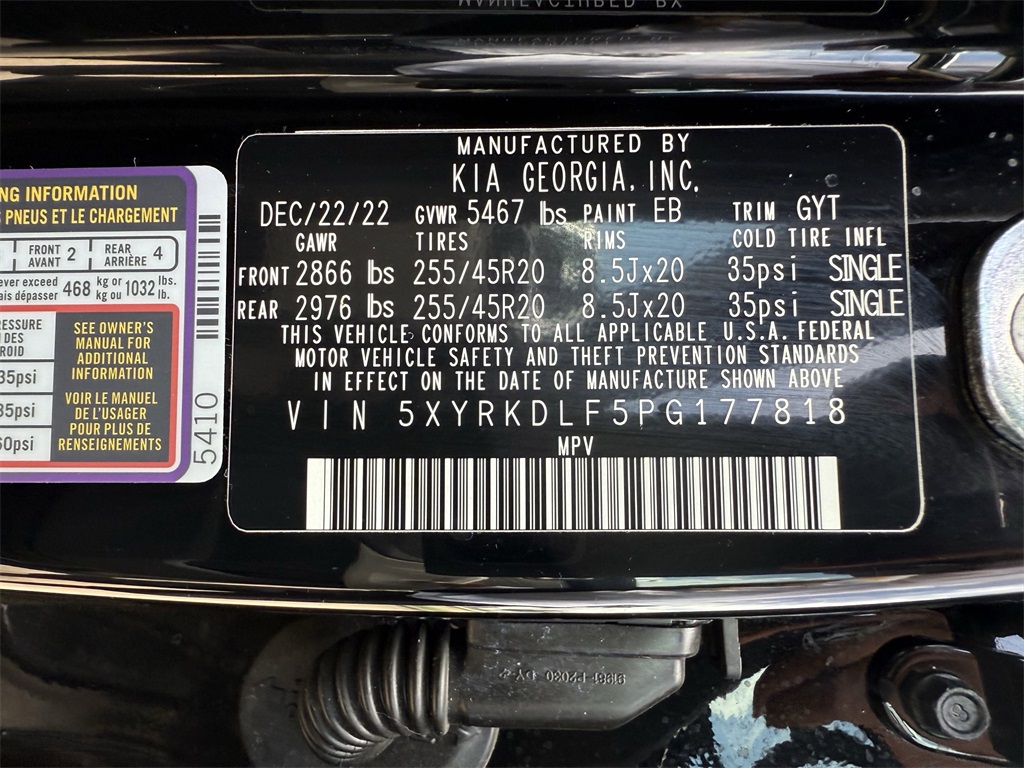 NG INFORMATION
PNEUS ET LE CHARGEMENT
FRONT AVANT 2 REAR ARRIÈRE 4
ever exceed 468 kg or 1032 lbs.
ais dépasser kg ou lb.
RESSURE
N DES
ROID
35psi
35psi
60psi
SEE OWNER'S
MANUAL FOR
ADDITIONAL
INFORMATION
VOIR LE MANUEL
DE L'USAGER
POUR PLUS DE
RENSEIGNEMENTS
5410
MANUFACTURED BY
KIA GEORGIA, INC.
DEC/22/22 GVWR 5467 lbs PAINT EB TRIM GYT
GAWR TIRES RIMS COLD TIRE INFL
FRONT 2866 lbs 255/45R20 8.5Jx20 35psi SINGLE
REAR 2976 lbs 255/45R20 8.5Jx20 35psi SINGLE
THIS VEHICLE CONFORMS TO ALL APPLICABLE U.S.A. FEDERAL
MOTOR VEHICLE SAFETY AND THEFT PREVENTION STANDARDS
IN EFFECT ON THE DATE OF MANUFACTURE SHOWN ABOVE
VIN 5XYRKDLF5PG177818
MPV